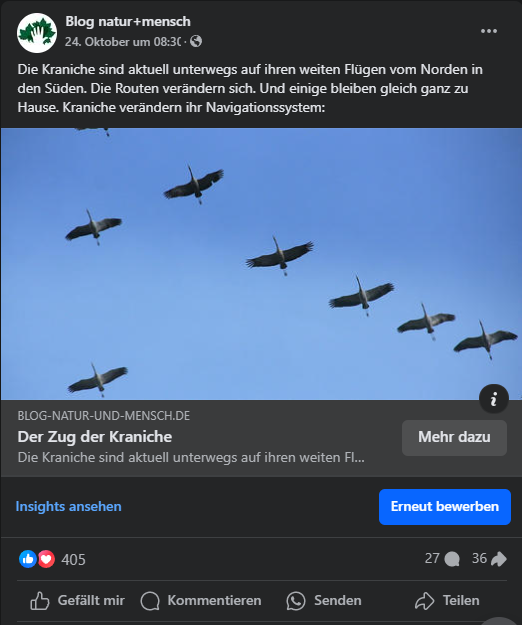 Blog natur+mensch
24. Oktober um 08:30 ·
Die Kraniche sind aktuell unterwegs auf ihren weiten Flügen vom Norden in
den Süden. Die Routen verändern sich. Und einige bleiben gleich ganz zu
Hause. Kraniche verändern ihr Navigationssystem:
BLOG-NATUR-UND-MENSCH.DE
Der Zug der Kraniche
Mehr dazu
Die Kraniche sind aktuell unterwegs auf ihren weiten Fl...
Insights ansehen
Erneut bewerben
405
27
36
Gefällt mir
Kommentieren
Senden
Teilen